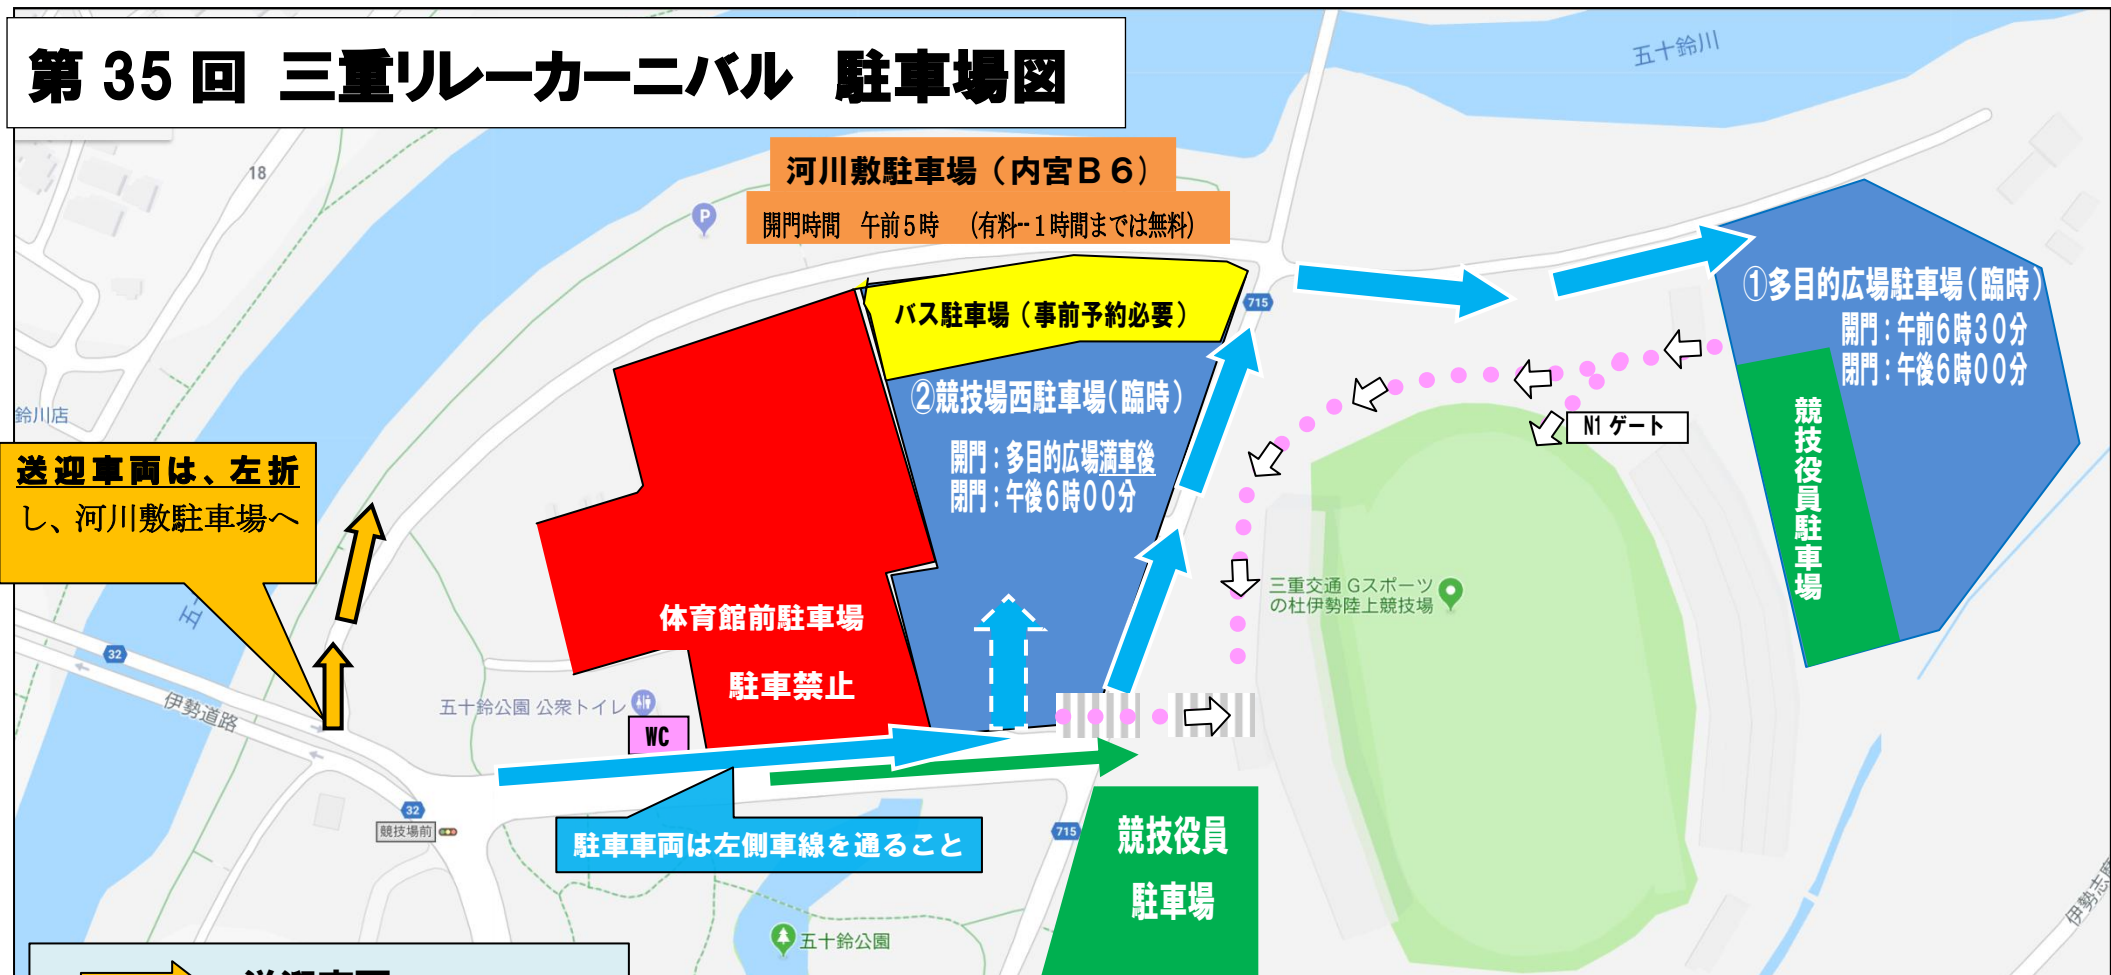 第 35 回 三重リレーカーニバル 駐車場図
五十鈴川
河川敷駐車場（内宮Ｂ６）
開門時間 午前５時 （有料--１時間までは無料）
18
P
バス駐車場（事前予約必要）
715
①多目的広場駐車場（臨時）
開門：午前６時３０分
閉門：午後６時００分
②競技場西駐車場（臨時）
開門：多目的広場満車後
閉門：午後６時００分
N1 ゲート
競技役員駐車場
鈴川店
送迎車両は、左折
し、河川敷駐車場へ
三重交通 Gスポーツ
の杜伊勢陸上競技場
体育館前駐車場
駐車禁止
五
32
伊勢道路
五十鈴公園 公衆トイレ
WC
32
競技場前
駐車車両は左側車線を通ること
715
競技役員
駐車場
五十鈴公園
伊勢志